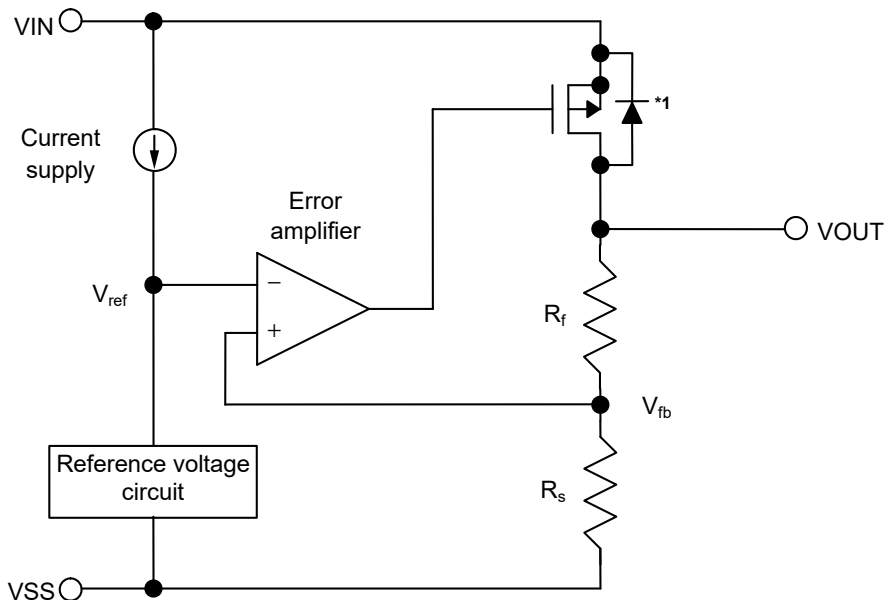 VIN
*1
Current
supply
Error
amplifier
VOUT
Vref
−
+
Rf
Vfb
Reference voltage
circuit
Rs
VSS